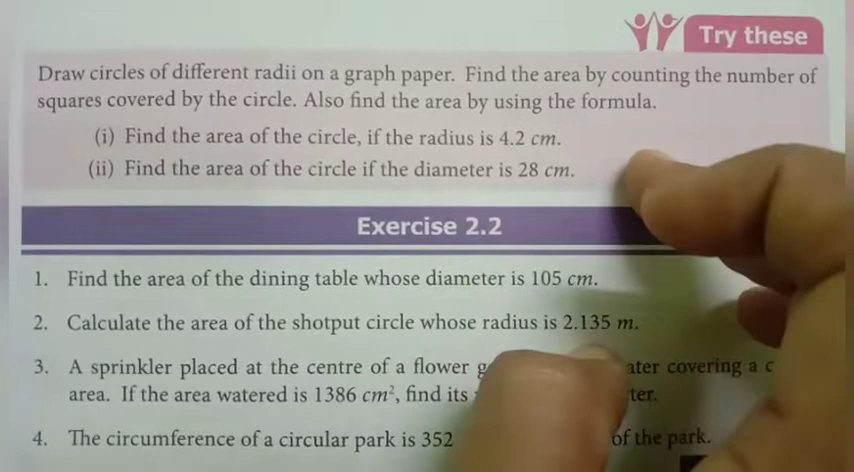 Try these
Draw circles of different radii on a graph paper. Find the area by counting the number of
squares covered by the circle. Also find the area by using the formula.
(i) Find the area of the circle, if the radius is 4.2 cm.
(ii) Find the area of the circle if the diameter is 28 cm.
Exercise 2.2
1. Find the area of the dining table whose diameter is 105 cm.
2. Calculate the area of the shotput circle whose radius is 2.135 m.
3. A sprinkler placed at the centre of a flower covering a
area. If the area watered is 1386 cm², find its
4. The circumference of a circular park is 352 of the park.